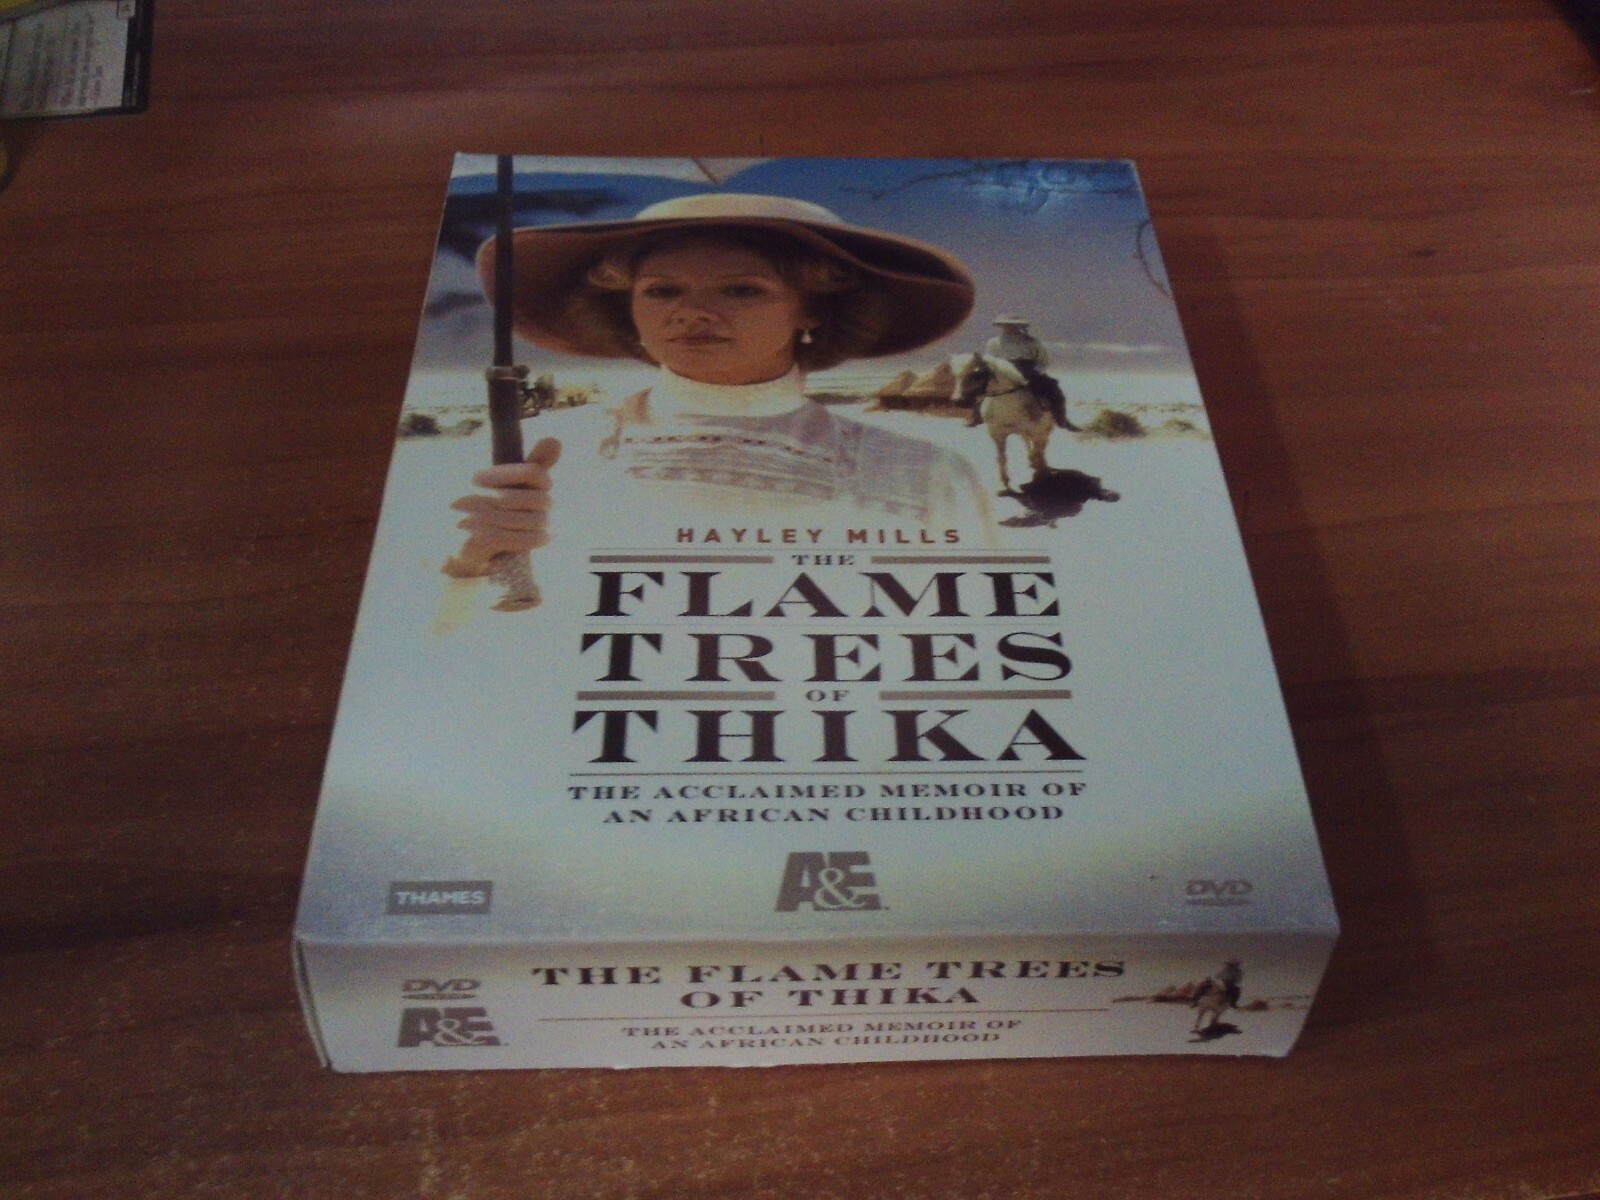 HAYLEY MILLS
THE
FLAME
TREES
OF
THIKA
THE ACCLAIMED MEMOIR OF
AN AFRICAN CHILDHOOD
THAMES
A&E
DVD
DVD
A&E
THE FLAME TREES
OF THIKA
THE ACCLAIMED MEMOIR OF
AN AFRICAN CHILDHOOD